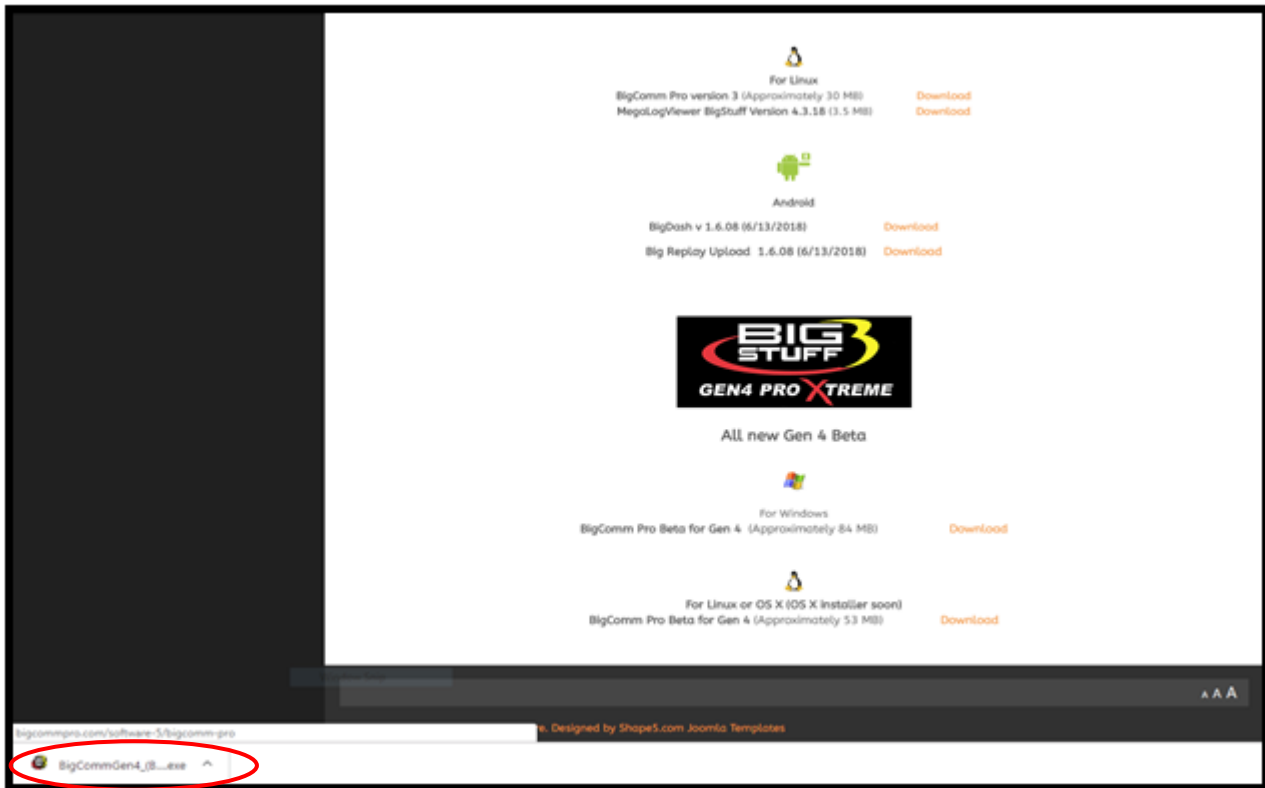 For Linux
BigComm Pro version 3 (Approximately 30 MB) Download
MegaLogViewer BigStuff Version 4.3.18 (3.5 MB) Download
Android
BigDash v 1.6.08 (6/13/2018) Download
Big Replay Upload 1.6.08 (6/13/2018) Download
BIG 3
STUFF
GEN4 PRO XTREME
All new Gen 4 Beta
For Windows
BigComm Pro Beta for Gen 4 (Approximately 84 MB) Download
For Linux or OS X (OS X Installer soon)
BigComm Pro Beta for Gen 4 (Approximately 53 MB) Download
A A A
bigcommpro.com/software-5/bigcomm-pro
e. Designed by Shape5.com Joomla Templates
BigCommGen4_(B....exe